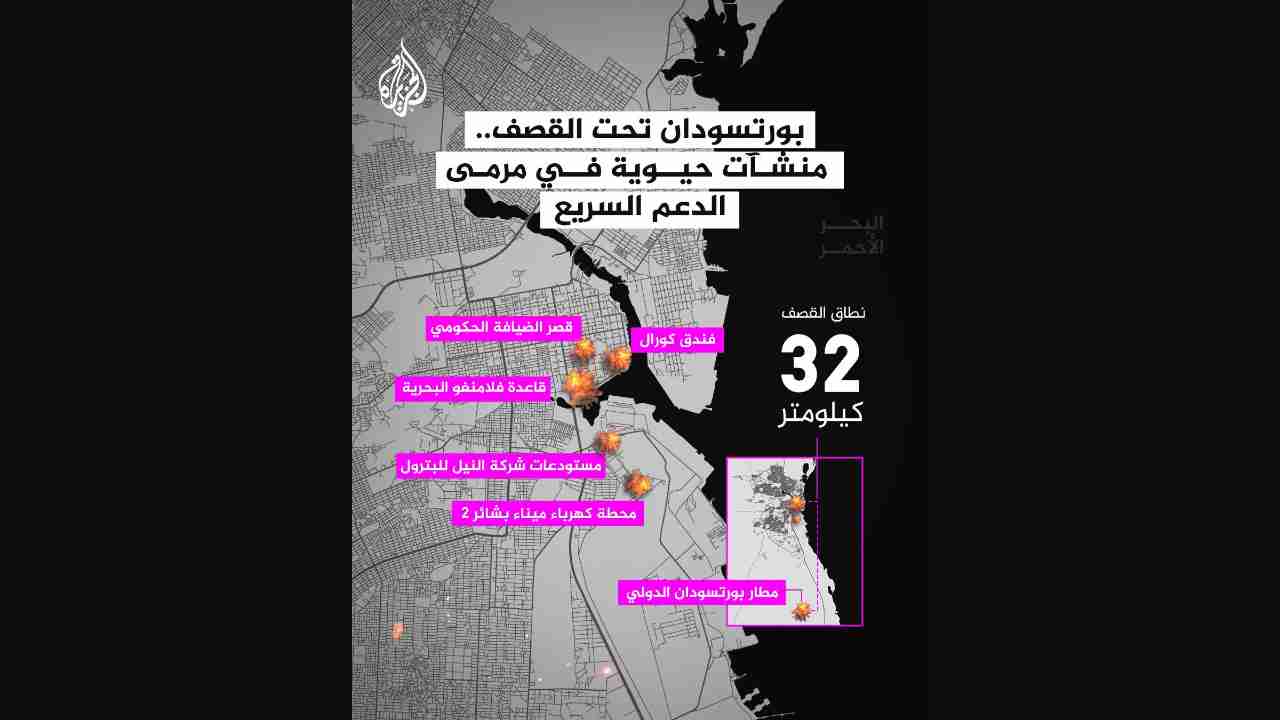 الجزيرة
بورتسودان تحت القصف..
منشآت حيوية في مرمى
الدعم السريع
البحر
الأحمر
نطاق القصف
32
كيلومتر
قصر الضيافة الحكومي
فندق كورال
قاعدة فلامنغو البحرية
مستودعات شركة النيل للبترول
محطة كهرباء ميناء بشائر 2
مطار بورتسودان الدولي